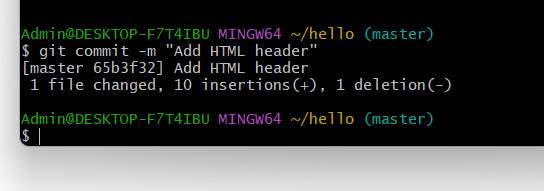 Admin@DESKTOP-F7T4IBU MINGW64 ~/hello (master)
$ git commit -m "Add HTML header"
[master 65b3f32] Add HTML header
 1 file changed, 10 insertions(+), 1 deletion(-)
Admin@DESKTOP-F7T4IBU MINGW64 ~/hello (master)
$